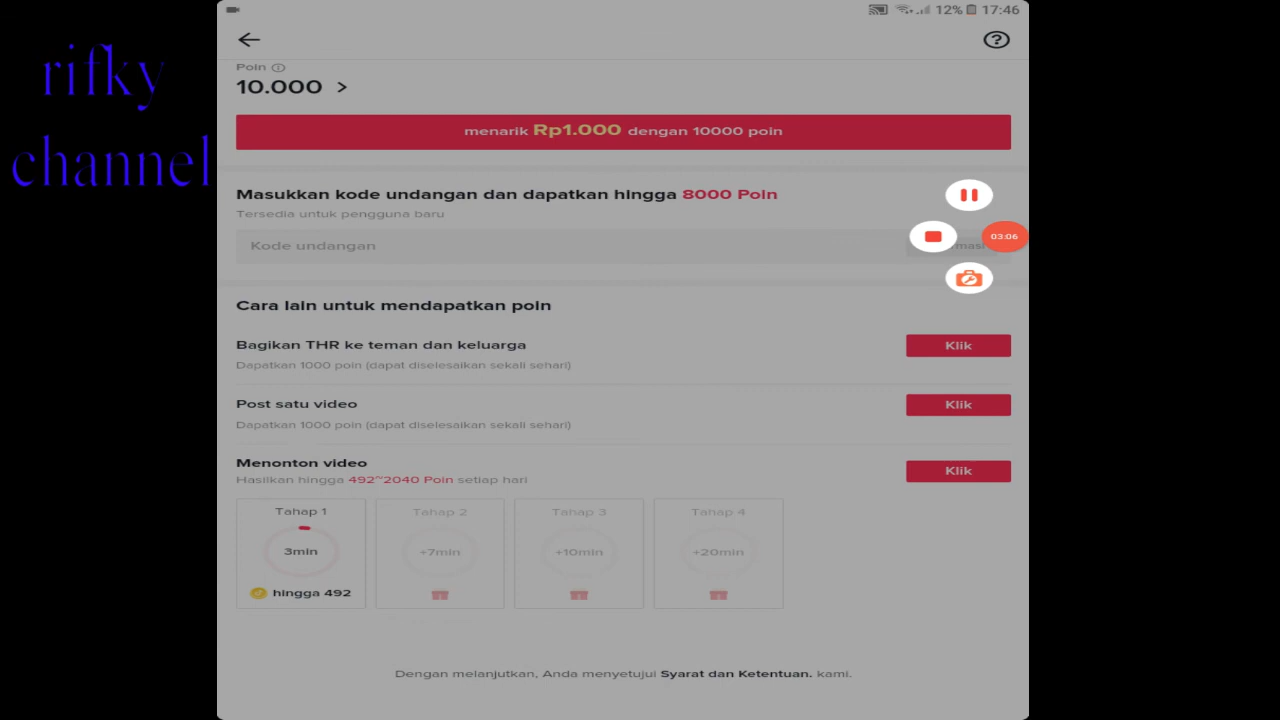 rifky
channel
12% 17:46
Poin
10.000 >
menarik Rp1.000 dengan 10000 poin
Masukkan kode undangan dan dapatkan hingga 8000 Poin
Tersedia untuk pengguna baru
Kode undangan
03:06
Cara lain untuk mendapatkan poin
Bagikan THR ke teman dan keluarga
Klik
Dapatkan 1000 poin (dapat diselesaikan sekali sehari)
Post satu video
Klik
Dapatkan 1000 poin (dapat diselesaikan sekali sehari)
Menonton video
Klik
Hasilkan hingga 492~2040 Poin setiap hari
Tahap 1 Tahap 2 Tahap 3 Tahap 4
3min +7min +10min +20min
hingga 492
Dengan melanjutkan, Anda menyetujui Syarat dan Ketentuan. kami.